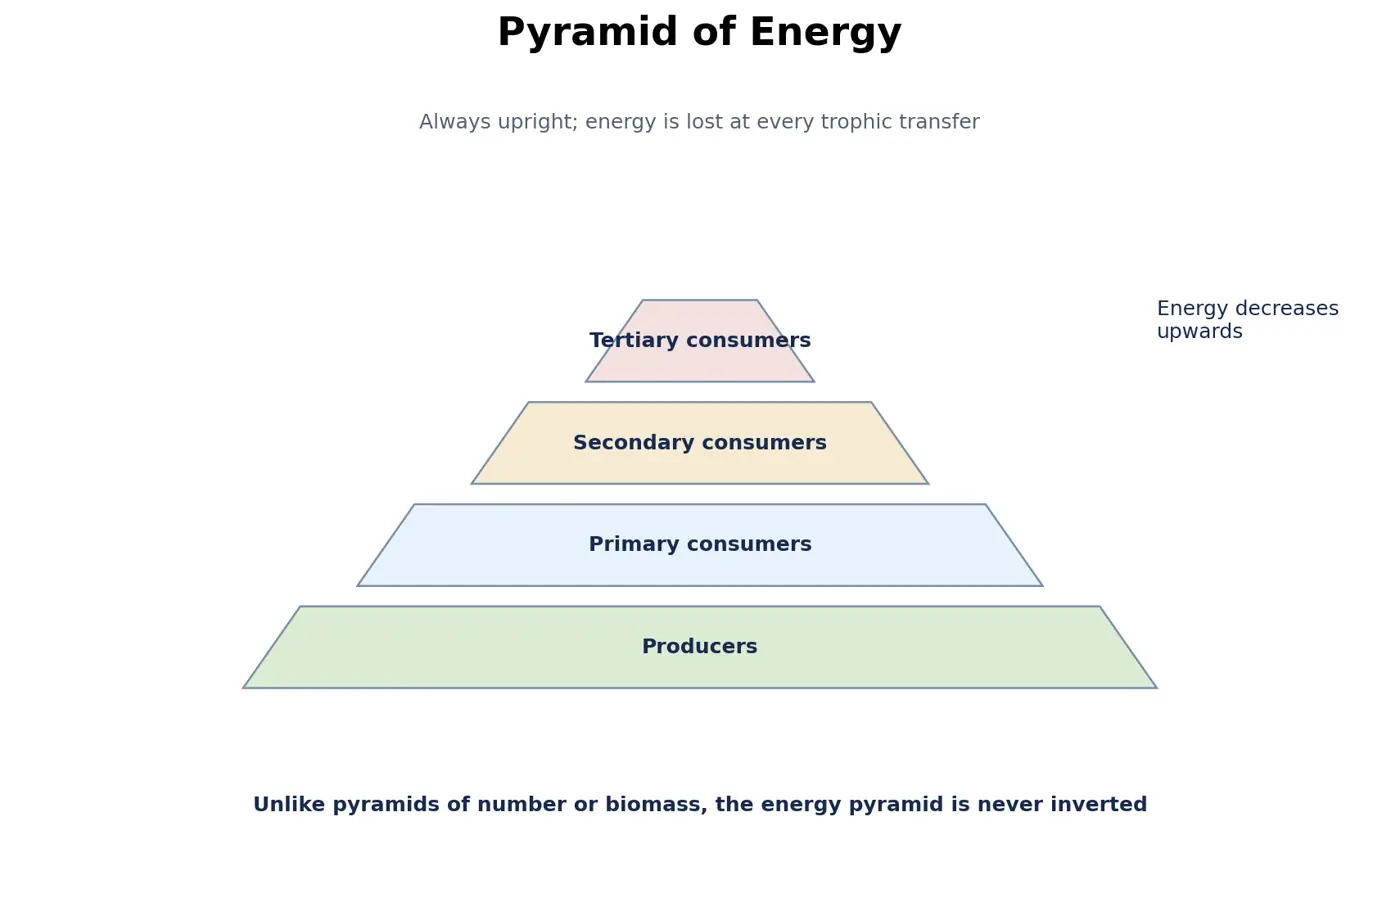 Pyramid of Energy
Always upright; energy is lost at every trophic transfer
Energy decreases
upwards
Tertiary consumers
Secondary consumers
Primary consumers
Producers
Unlike pyramids of number or biomass, the energy pyramid is never inverted